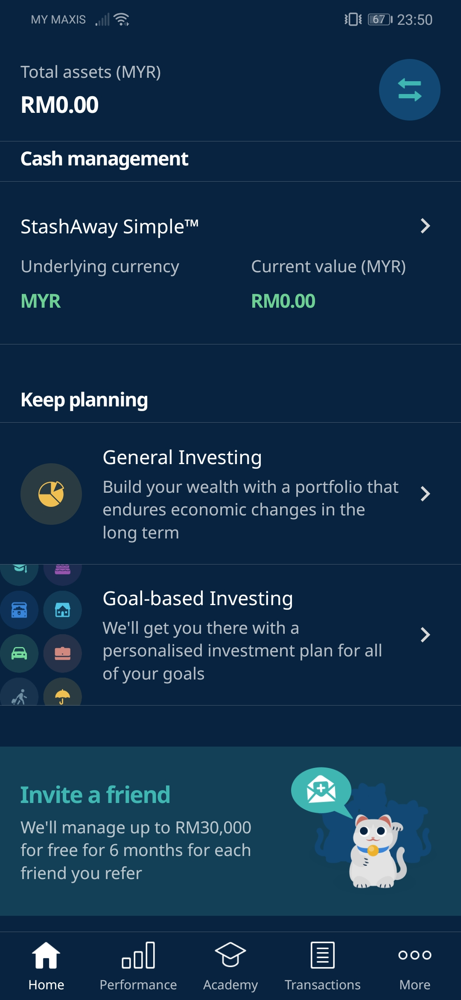 MY MAXIS 67 23:50
Total assets (MYR)
RM0.00
Cash management
StashAway Simple™
Underlying currency Current value (MYR)
MYR RM0.00
Keep planning
General Investing
Build your wealth with a portfolio that
endures economic changes in the
long term
Goal-based Investing
We'll get you there with a
personalised investment plan for all
of your goals
Invite a friend
We'll manage up to RM30,000
for free for 6 months for each
friend you refer
Home Performance Academy Transactions More